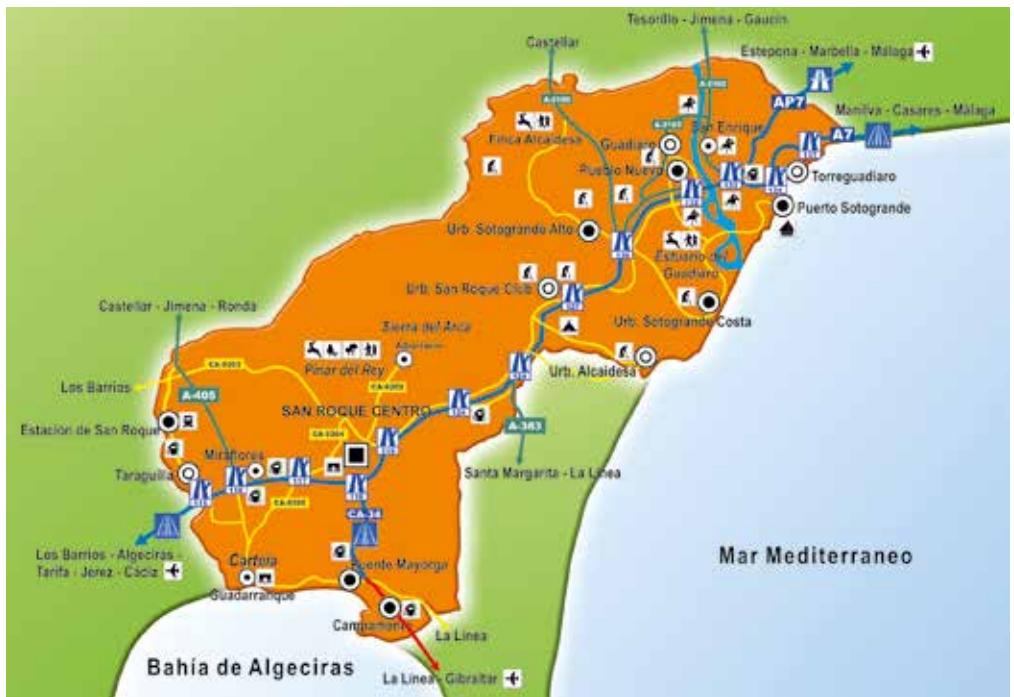 Tesorillo - Jimena - Gaucin
Castellar
Estepona - Marbella - Málaga
AP7
Manilva - Casares - Málaga
A7
San Enrique
Finca Alcaidesa
Guadiaro
Pueblo Nuevo
Torreguadiaro
Puerto Sotogrande
Urb. Sotogrande Alto
Estuario del
Guadiaro
Urb. San Roque Club
Urb. Sotogrande Costa
Castellar - Jimena - Ronda
Sierra del Arca
Pinar del Rey
Urb. Alcaidesa
Los Barrios
A-405
SAN ROQUE CENTRO
A-383
Estación de San Roque
Miraflores
Santa Margarita - La Línea
Taraguilla
CA-34
Los Barrios - Algeciras -
Tarifa - Jerez - Cádiz
Carteia
Puente Mayorga
Guadarranque
Mar Mediterraneo
Campamento
La Línea
Bahía de Algeciras
La Línea - Gibraltar